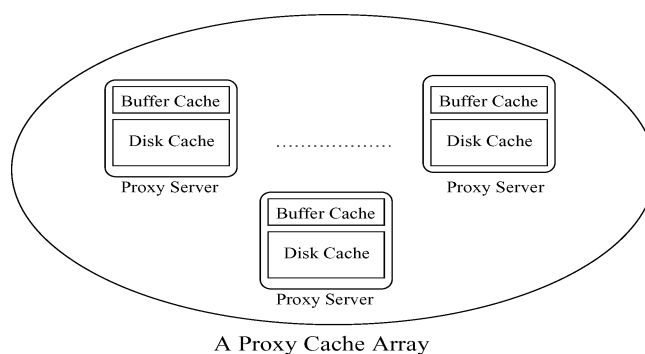 Buffer Cache
Disk Cache
Proxy Server
Buffer Cache
Disk Cache
Proxy Server
Buffer Cache
Disk Cache
Proxy Server
A Proxy Cache Array